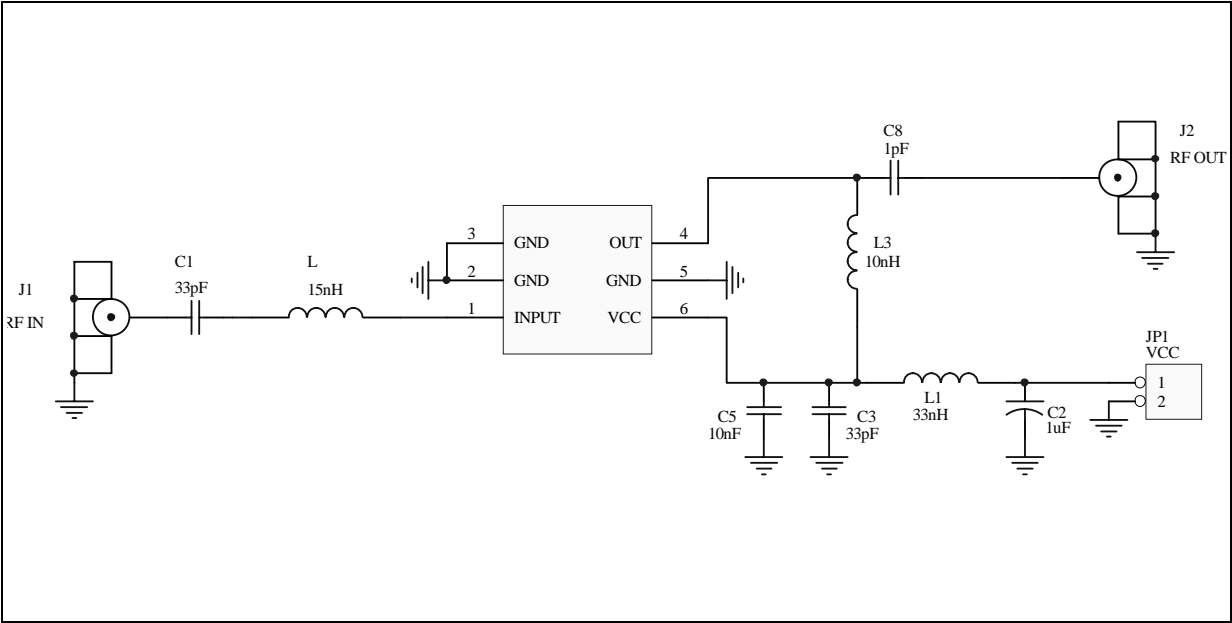 C8
1pF
J2
RF OUT
3 GND OUT 4
L3
10nH
C1
33pF
L
15nH
2 GND GND 5
J1
RF IN
1 INPUT VCC 6
JP1
VCC
1
2
C5
10nF
C3
33pF
L1
33nH
C2
1uF